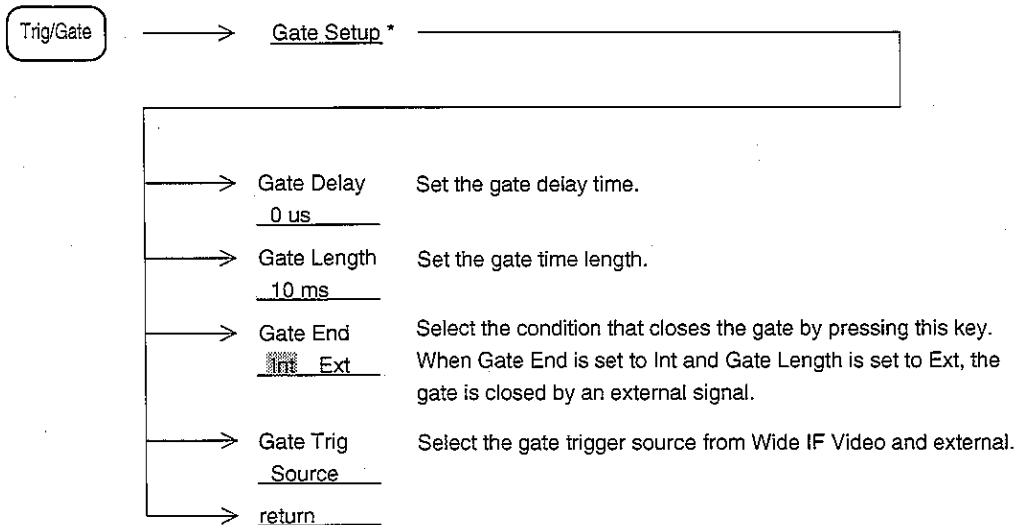 Trig/Gate
Gate Setup *
Gate Delay Set the gate delay time.
0 us
Gate Length Set the gate time length.
10 ms
Gate End Select the condition that closes the gate by pressing this key.
Int Ext When Gate End is set to Int and Gate Length is set to Ext, the
gate is closed by an external signal.
Gate Trig Select the gate trigger source from Wide IF Video and external.
Source
return